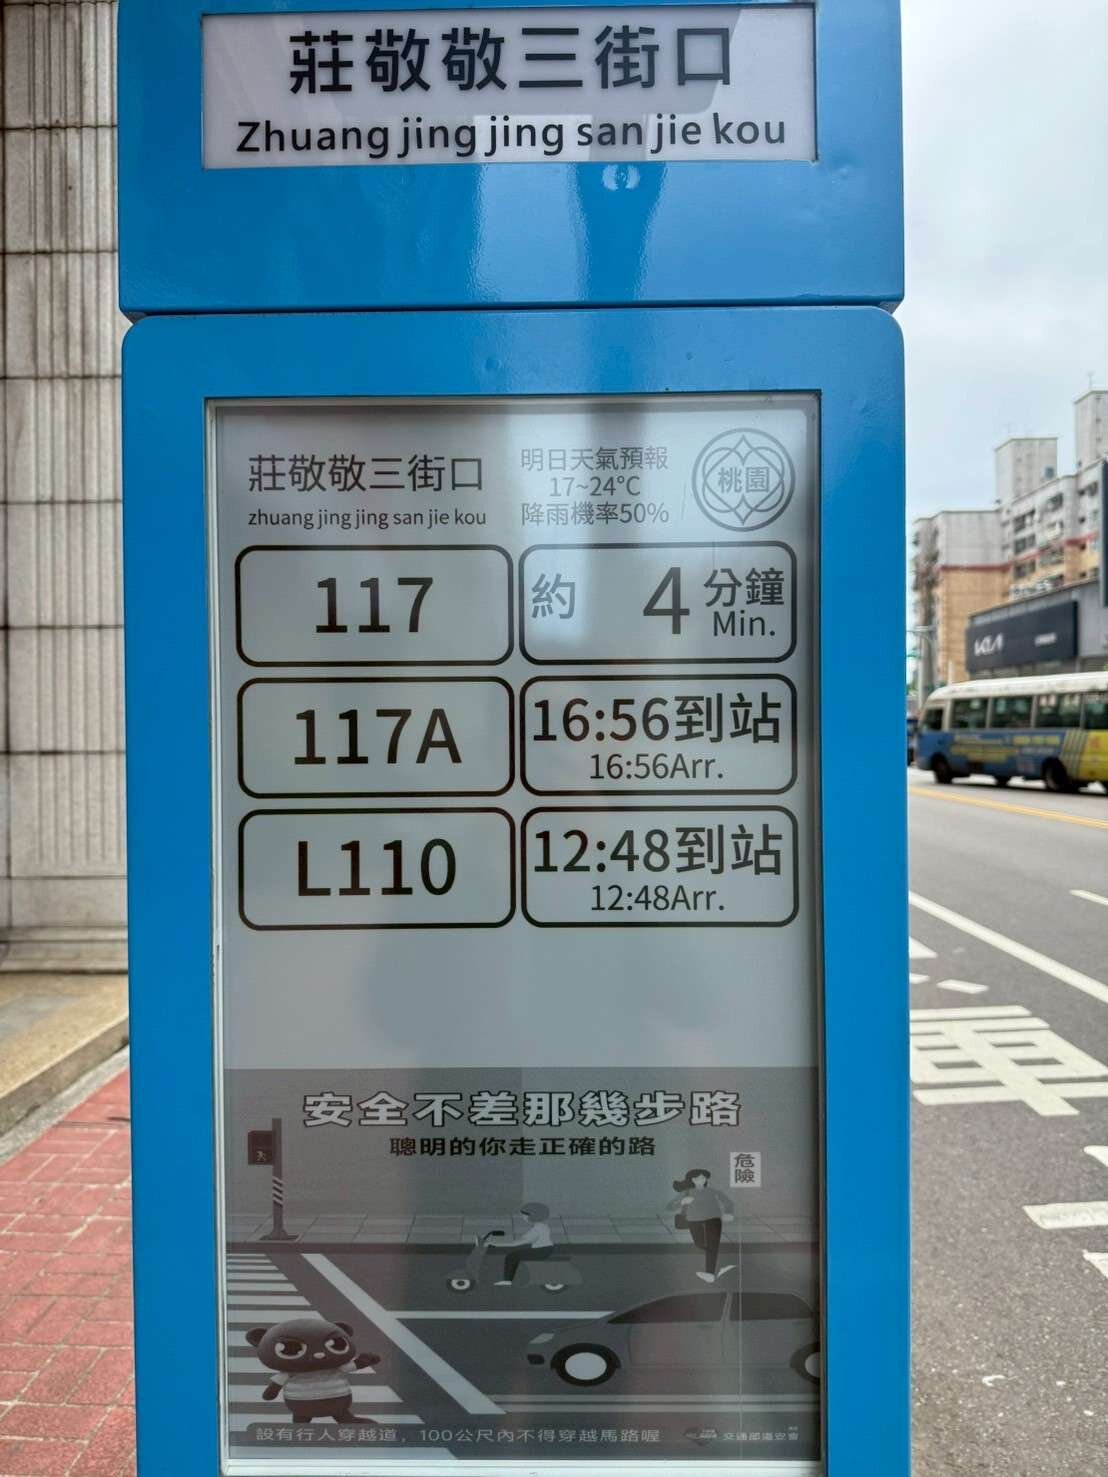 莊敬敬三街口
Zhuang jing jing san jie kou
莊敬敬三街口
zhuang jing jing san jie kou
明日天氣預報
17~24°C
降雨機率50%
桃園
117
約 4 分鐘
Min.
117A
16:56到站
16:56Arr.
L110
12:48到站
12:48Arr.
安全不差那幾步路
聰明的你走正確的路
危險
設有行人穿越道，100公尺內不得穿越馬路喔
交通部道安會
KIA